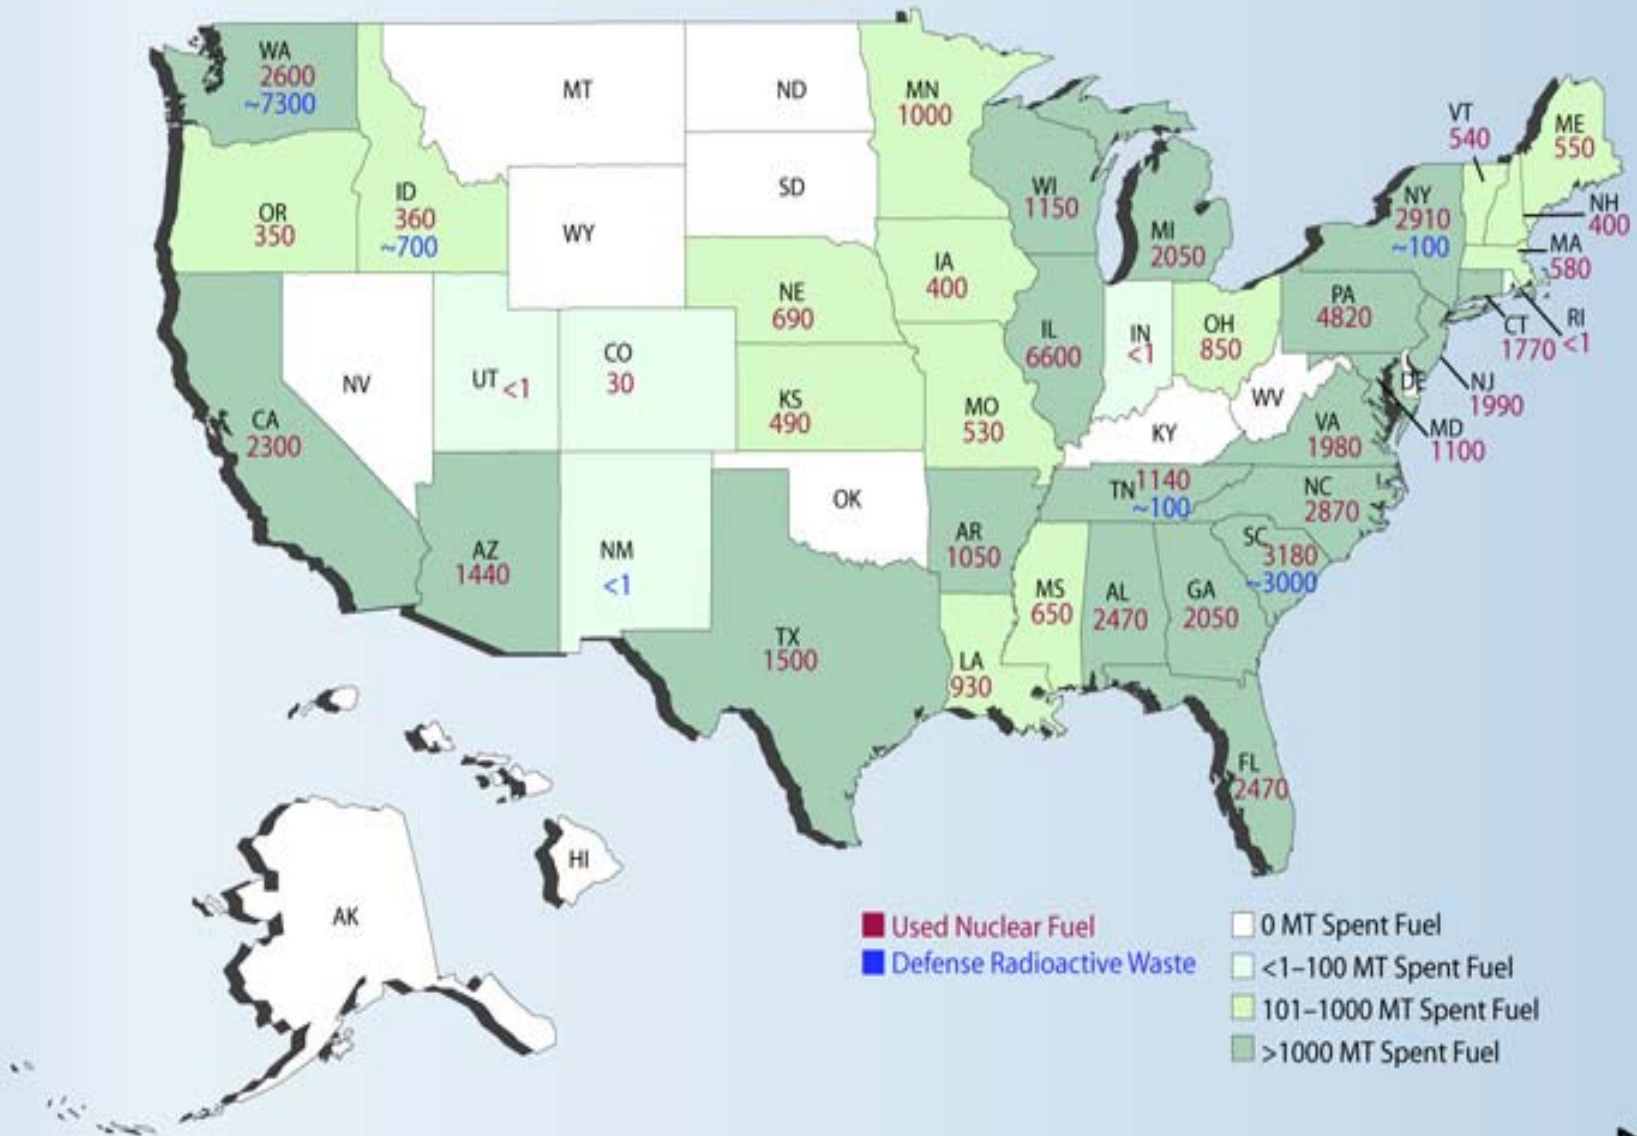 WA
2600
~7300
MT
ND
MN
1000
VT
540
ME
550
OR
350
ID
360
~700
WY
SD
WI
1150
MI
2050
NY
2910
~100
NH
400
MA
580
NE
690
IA
400
IL
6600
IN
<1
OH
850
PA
4820
CT
1770
RI
<1
NV
UT <1
CO
30
KS
490
MO
530
KY
WV
VA
1980
DE
NJ
1990
MD
1100
CA
2300
AZ
1440
NM
<1
OK
AR
1050
TN 1140
~100
NC
2870
SC
3180
~3000
MS
650
AL
2470
GA
2050
TX
1500
LA
930
FL
2470
HI
AK
Used Nuclear Fuel
Defense Radioactive Waste
0 MT Spent Fuel
<1–100 MT Spent Fuel
101–1000 MT Spent Fuel
>1000 MT Spent Fuel